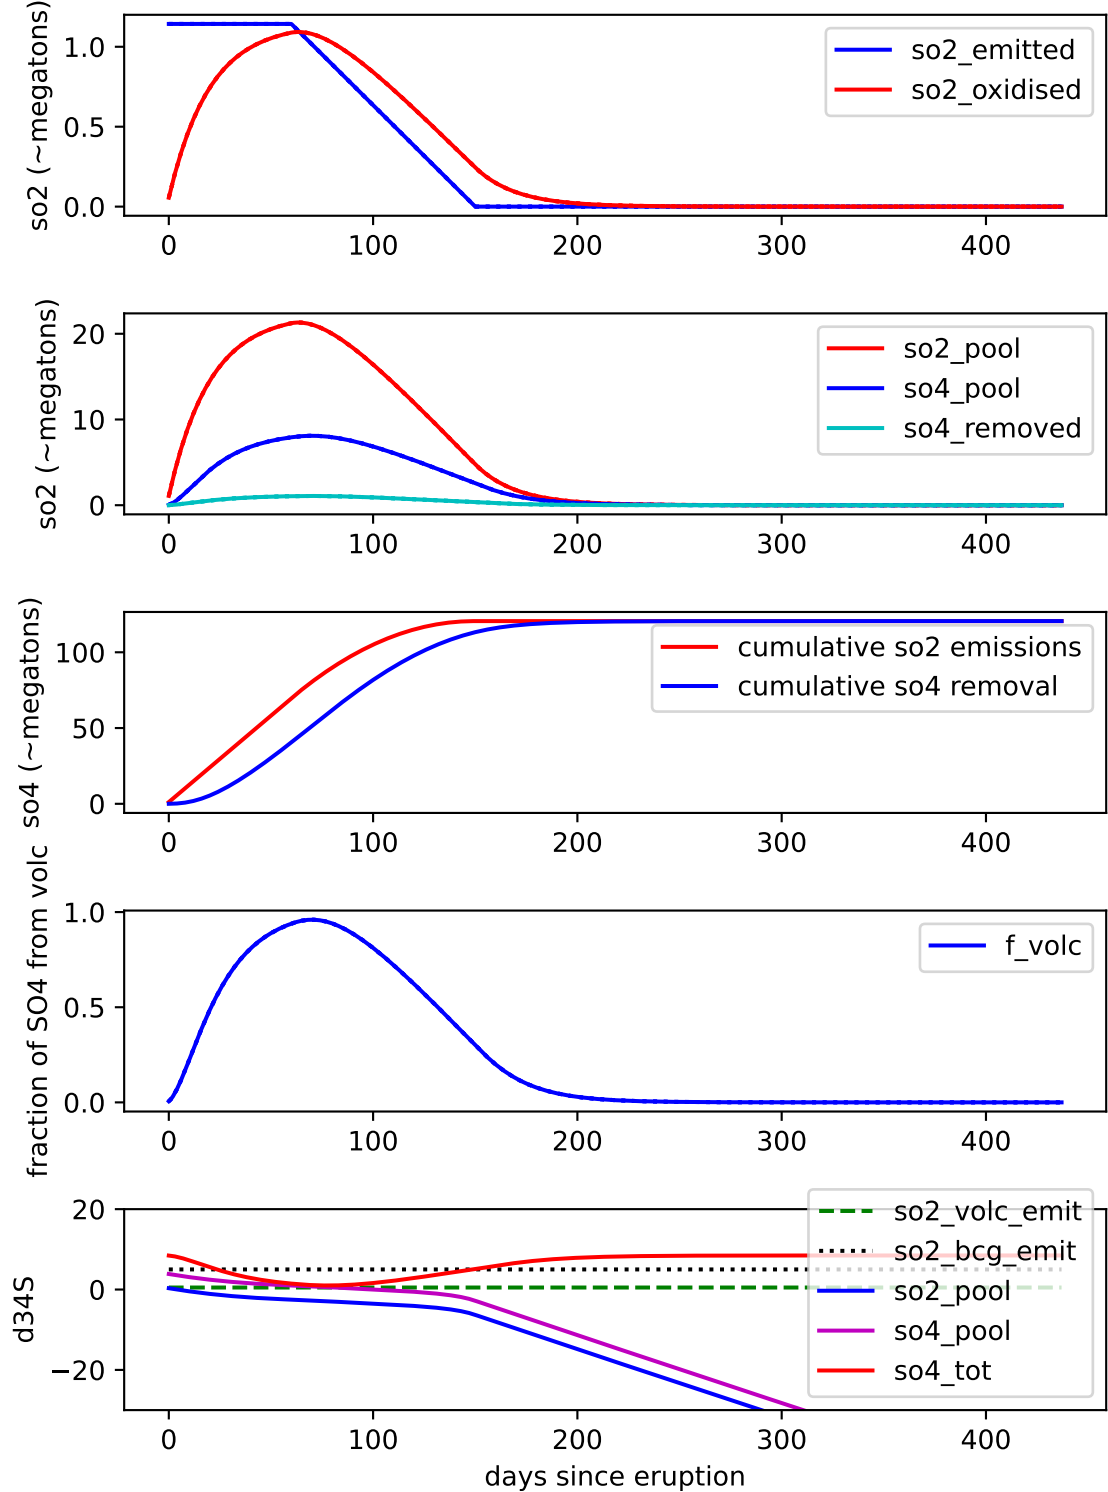 so2 (~megatons)
1.0
0.5
0.0
so2_emitted
so2_oxidised
0 100 200 300 400
so2 (~megatons)
20
10
0
so2_pool
so4_pool
so4_removed
0 100 200 300 400
so4 (~megatons)
100
50
0
cumulative so2 emissions
cumulative so4 removal
0 100 200 300 400
fraction of SO4 from volc
1.0
0.5
0.0
f_volc
0 100 200 300 400
d34S
20
0
−20
so2_volc_emit
so2_bcg_emit
so2_pool
so4_pool
so4_tot
0 100 200 300 400
days since eruption